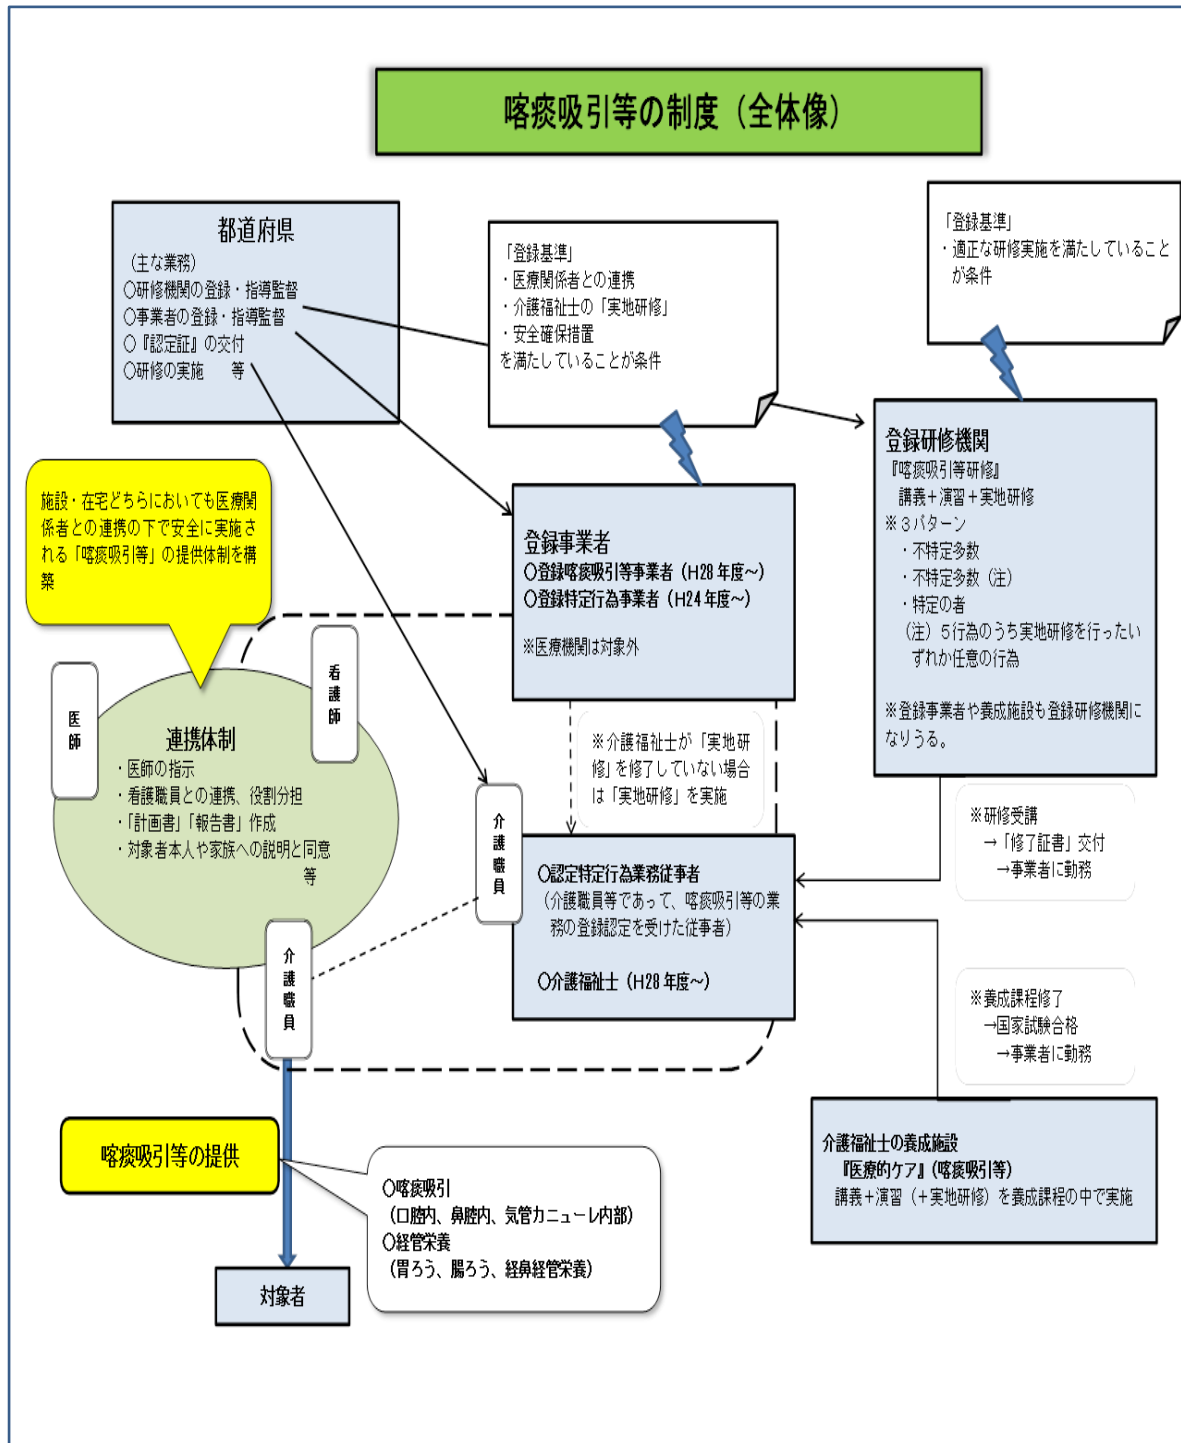 喀痰吸引等の制度（全体像）
都道府県
（主な業務）
○研修機関の登録・指導監督
○事業者の登録・指導監督
○『認定証』の交付
○研修の実施　等
「登録基準」
・医療関係者との連携
・介護福祉士の「実地研修」
・安全確保措置
を満たしていることが条件
「登録基準」
・適正な研修実施を満たしていること
が条件
登録研修機関
『喀痰吸引等研修』
講義＋演習＋実地研修
※３パターン
・不特定多数
・不特定多数（注）
・特定の者
（注）５行為のうち実地研修を行ったい
ずれか任意の行為
※登録事業者や養成施設も登録研修機関に
なりうる。
施設・在宅どちらにおいても医療関
係者との連携の下で安全に実施さ
れる「喀痰吸引等」の提供体制を構
築
登録事業者
○登録喀痰吸引等事業者（H28年度～）
○登録特定行為事業者（H24年度～）
※医療機関は対象外
医師
看護師
連携体制
・医師の指示
・看護職員との連携、役割分担
・「計画書」「報告書」作成
・対象者本人や家族への説明と同意
等
※介護福祉士が「実地研
修」を修了していない場合
は「実地研修」を実施
介護職員
○認定特定行為業務従事者
（介護職員等であって、喀痰吸引等の業
務の登録認定を受けた従事者）
○介護福祉士（H28年度～）
※研修受講
→「修了証書」交付
→事業者に勤務
介護職員
※養成課程修了
→国家試験合格
→事業者に勤務
介護福祉士の養成施設
『医療的ケア』（喀痰吸引等）
講義＋演習（＋実地研修）を養成課程の中で実施
喀痰吸引等の提供
○喀痰吸引
（口腔内、鼻腔内、気管カニューレ内部）
○経管栄養
（胃ろう、腸ろう、経鼻経管栄養）
対象者